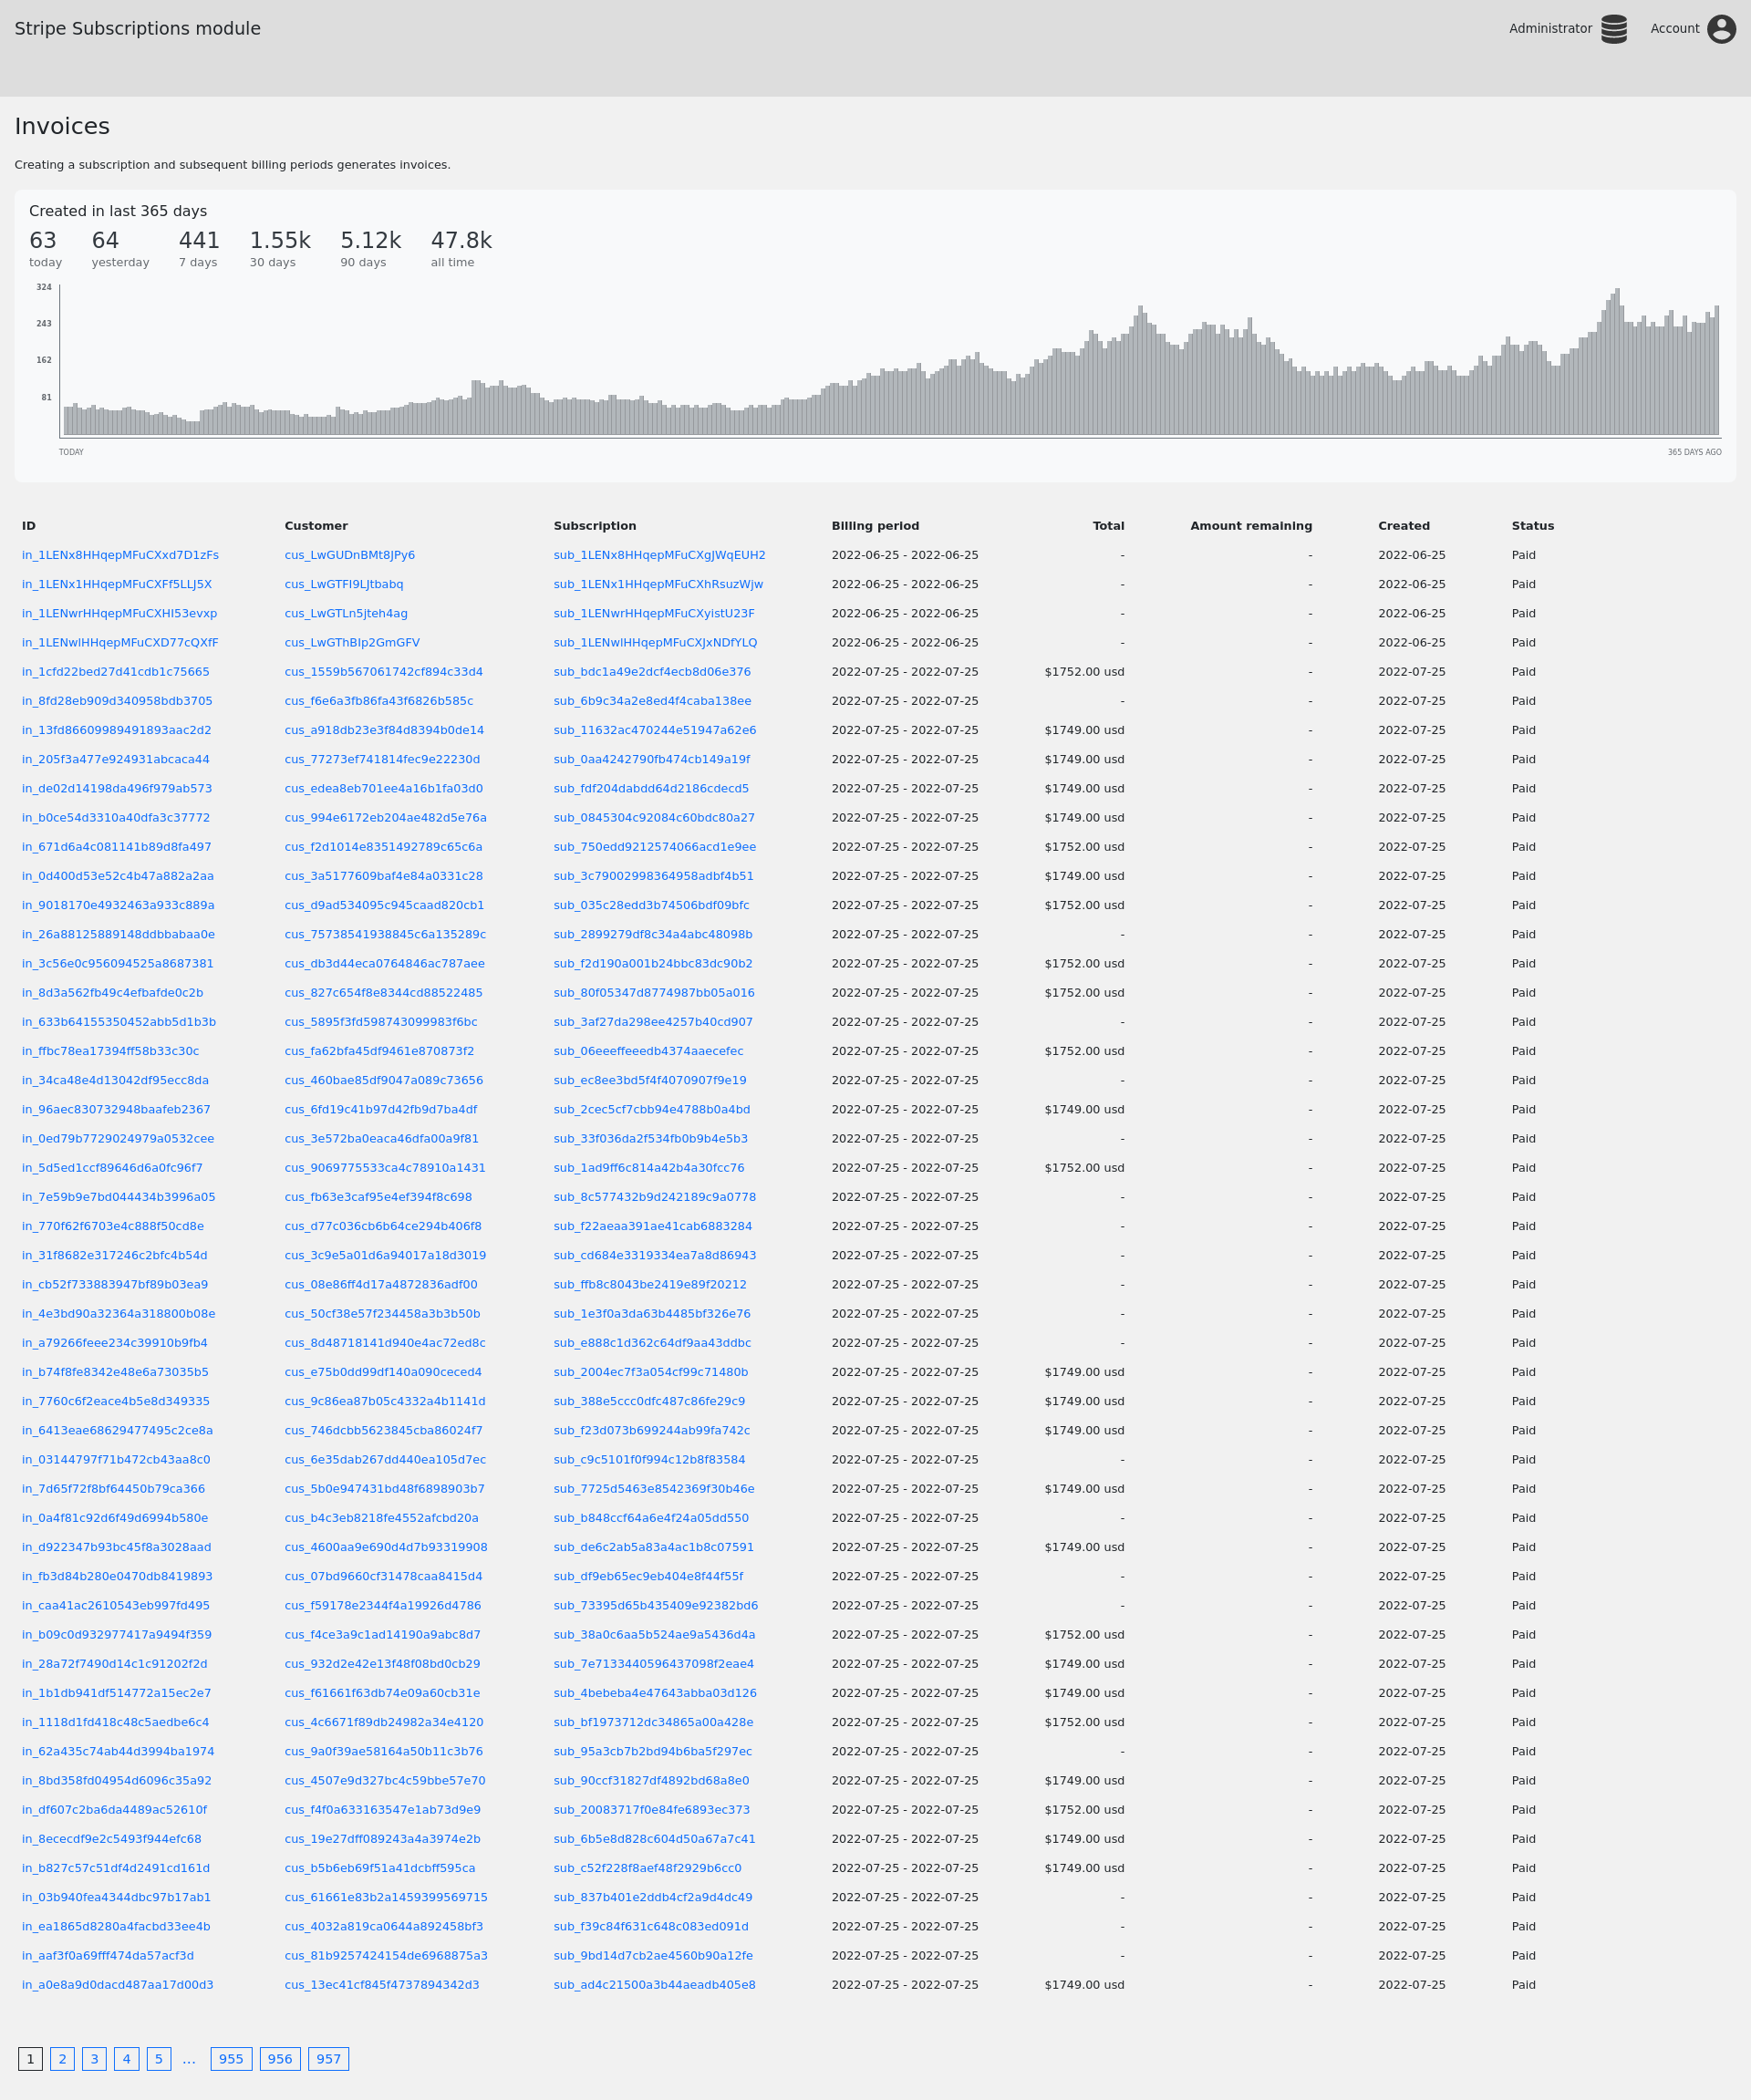 Stripe Subscriptions module
Administrator
Account
Invoices
Creating a subscription and subsequent billing periods generates invoices.
Created in last 365 days
63 64 441 1.55k 5.12k 47.8k
today yesterday 7 days 30 days 90 days all time
324
243
162
81
TODAY 365 DAYS AGO
ID Customer Subscription Billing period Total Amount remaining Created Status
in_1LENx8HHqepMFuCXxd7D1zFs cus_LwGUDnBMt8JPy6 sub_1LENx8HHqepMFuCXgJWqEUH2 2022-06-25 - 2022-06-25 - - 2022-06-25 Paid
in_1LENx1HHqepMFuCXFf5LLJ5X cus_LwGTFI9LJtbabq sub_1LENx1HHqepMFuCXhRsuzWjw 2022-06-25 - 2022-06-25 - - 2022-06-25 Paid
in_1LENwrHHqepMFuCXHI53evxp cus_LwGTLn5Jteh4ag sub_1LENwrHHqepMFuCXyistU23F 2022-06-25 - 2022-06-25 - - 2022-06-25 Paid
in_1LENwlHHqepMFuCXD77cQXfF cus_LwGThBIp2GmGFV sub_1LENwlHHqepMFuCXJxNDfYLQ 2022-06-25 - 2022-06-25 - - 2022-06-25 Paid
in_1cfd22bed27d41cdb1c75665 cus_1559b567061742cf894c33d4 sub_bdc1a49e2dcf4ecb8d06e376 2022-07-25 - 2022-07-25 $1752.00 usd - 2022-07-25 Paid
in_8fd28eb909d340958bdb3705 cus_f6e6a3fb86fa43f6826b585c sub_6b9c34a2e8ed4f4caba138ee 2022-07-25 - 2022-07-25 - - 2022-07-25 Paid
in_13fd86609989491893aac2d2 cus_a918db23e3f84d8394b0de14 sub_11632ac470244e51947a62e6 2022-07-25 - 2022-07-25 $1749.00 usd - 2022-07-25 Paid
in_205f3a477e924931abcaca44 cus_77273ef741814fec9e22230d sub_0aa4242790fb474cb149a19f 2022-07-25 - 2022-07-25 $1749.00 usd - 2022-07-25 Paid
in_de02d14198da496f979ab573 cus_edea8eb701ee4a16b1fa03d0 sub_fdf204dabdd64d2186cdecd5 2022-07-25 - 2022-07-25 $1749.00 usd - 2022-07-25 Paid
in_b0ce54d3310a40dfa3c37772 cus_994e6172eb204ae482d5e76a sub_0845304c92084c60bdc80a27 2022-07-25 - 2022-07-25 $1749.00 usd - 2022-07-25 Paid
in_671d6a4c081141b89d8fa497 cus_f2d1014e8351492789c65c6a sub_750edd9212574066acd1e9ee 2022-07-25 - 2022-07-25 $1752.00 usd - 2022-07-25 Paid
in_0d400d53e52c4b47a882a2aa cus_3a5177609baf4e84a0331c28 sub_3c79002998364958adbf4b51 2022-07-25 - 2022-07-25 $1749.00 usd - 2022-07-25 Paid
in_9018170e4932463a933c889a cus_d9ad534095c945caad820cb1 sub_035c28edd3b74506bdf09bfc 2022-07-25 - 2022-07-25 $1752.00 usd - 2022-07-25 Paid
in_26a88125889148ddbbabaa0e cus_75738541938845c6a135289c sub_2899279df8c34a4abc48098b 2022-07-25 - 2022-07-25 - - 2022-07-25 Paid
in_3c56e0c956094525a8687381 cus_db3d44eca0764846ac787aee sub_f2d190a001b24bbc83dc90b2 2022-07-25 - 2022-07-25 $1752.00 usd - 2022-07-25 Paid
in_8d3a562fb49c4efbafde0c2b cus_827c654f8e8344cd88522485 sub_80f05347d8774987bb05a016 2022-07-25 - 2022-07-25 $1752.00 usd - 2022-07-25 Paid
in_633b64155350452abb5d1b3b cus_5895f3fd598743099983f6bc sub_3af27da298ee4257b40cd907 2022-07-25 - 2022-07-25 - - 2022-07-25 Paid
in_ffbc78ea17394ff58b33c30c cus_fa62bfa45df9461e870873f2 sub_06eeeffeeedb4374aaecefec 2022-07-25 - 2022-07-25 $1752.00 usd - 2022-07-25 Paid
in_34ca48e4d13042df95ecc8da cus_460bae85df9047a089c73656 sub_ec8ee3bd5f4f4070907f9e19 2022-07-25 - 2022-07-25 - - 2022-07-25 Paid
in_96aec830732948baafeb2367 cus_6fd19c41b97d42fb9d7ba4df sub_2cec5cf7cbb94e4788b0a4bd 2022-07-25 - 2022-07-25 $1749.00 usd - 2022-07-25 Paid
in_0ed79b7729024979a0532cee cus_3e572ba0eaca46dfa00a9f81 sub_33f036da2f534fb0b9b4e5b3 2022-07-25 - 2022-07-25 - - 2022-07-25 Paid
in_5d5ed1ccf89646d6a0fc96f7 cus_9069775533ca4c78910a1431 sub_1ad9ff6c814a42b4a30fcc76 2022-07-25 - 2022-07-25 $1752.00 usd - 2022-07-25 Paid
in_7e59b9e7bd044434b3996a05 cus_fb63e3caf95e4ef394f8c698 sub_8c577432b9d242189c9a0778 2022-07-25 - 2022-07-25 - - 2022-07-25 Paid
in_770f62f6703e4c888f50cd8e cus_d77c036cb6b64ce294b406f8 sub_f22aeaa391ae41cab6883284 2022-07-25 - 2022-07-25 - - 2022-07-25 Paid
in_31f8682e317246c2bfc4b54d cus_3c9e5a01d6a94017a18d3019 sub_cd684e3319334ea7a8d86943 2022-07-25 - 2022-07-25 - - 2022-07-25 Paid
in_cb52f733883947bf89b03ea9 cus_08e86ff4d17a4872836adf00 sub_ffb8c8043be2419e89f20212 2022-07-25 - 2022-07-25 - - 2022-07-25 Paid
in_4e3bd90a32364a318800b08e cus_50cf38e57f234458a3b3b50b sub_1e3f0a3da63b4485bf326e76 2022-07-25 - 2022-07-25 - - 2022-07-25 Paid
in_a79266feee234c39910b9fb4 cus_8d48718141d940e4ac72ed8c sub_e888c1d362c64df9aa43ddbc 2022-07-25 - 2022-07-25 - - 2022-07-25 Paid
in_b74f8fe8342e48e6a73035b5 cus_e75b0dd99df140a090ceced4 sub_2004ec7f3a054cf99c71480b 2022-07-25 - 2022-07-25 $1749.00 usd - 2022-07-25 Paid
in_7760c6f2eace4b5e8d349335 cus_9c86ea87b05c4332a4b1141d sub_388e5ccc0dfc487c86fe29c9 2022-07-25 - 2022-07-25 $1749.00 usd - 2022-07-25 Paid
in_6413eae68629477495c2ce8a cus_746dcbb5623845cba86024f7 sub_f23d073b699244ab99fa742c 2022-07-25 - 2022-07-25 $1749.00 usd - 2022-07-25 Paid
in_03144797f71b472cb43aa8c0 cus_6e35dab267dd440ea105d7ec sub_c9c5101f0f994c12b8f83584 2022-07-25 - 2022-07-25 - - 2022-07-25 Paid
in_7d65f72f8bf64450b79ca366 cus_5b0e947431bd48f6898903b7 sub_7725d5463e8542369f30b46e 2022-07-25 - 2022-07-25 $1749.00 usd - 2022-07-25 Paid
in_0a4f81c92d6f49d6994b580e cus_b4c3eb8218fe4552afcbd20a sub_b848ccf64a6e4f24a05dd550 2022-07-25 - 2022-07-25 - - 2022-07-25 Paid
in_d922347b93bc45f8a3028aad cus_4600aa9e690d4d7b93319908 sub_de6c2ab5a83a4ac1b8c07591 2022-07-25 - 2022-07-25 $1749.00 usd - 2022-07-25 Paid
in_fb3d84b280e0470db8419893 cus_07bd9660cf31478caa8415d4 sub_df9eb65ec9eb404e8f44f55f 2022-07-25 - 2022-07-25 - - 2022-07-25 Paid
in_caa41ac2610543eb997fd495 cus_f59178e2344f4a19926d4786 sub_73395d65b435409e92382bd6 2022-07-25 - 2022-07-25 - - 2022-07-25 Paid
in_b09c0d932977417a9494f359 cus_f4ce3a9c1ad14190a9abc8d7 sub_38a0c6aa5b524ae9a5436d4a 2022-07-25 - 2022-07-25 $1752.00 usd - 2022-07-25 Paid
in_28a72f7490d14c1c91202f2d cus_932d2e42e13f48f08bd0cb29 sub_7e7133440596437098f2eae4 2022-07-25 - 2022-07-25 $1749.00 usd - 2022-07-25 Paid
in_1b1db941df514772a15ec2e7 cus_f61661f63db74e09a60cb31e sub_4bebeba4e47643abba03d126 2022-07-25 - 2022-07-25 $1749.00 usd - 2022-07-25 Paid
in_1118d1fd418c48c5aedbe6c4 cus_4c6671f89db24982a34e4120 sub_bf1973712dc34865a00a428e 2022-07-25 - 2022-07-25 $1752.00 usd - 2022-07-25 Paid
in_62a435c74ab44d3994ba1974 cus_9a0f39ae58164a50b11c3b76 sub_95a3cb7b2bd94b6ba5f297ec 2022-07-25 - 2022-07-25 - - 2022-07-25 Paid
in_8bd358fd04954d6096c35a92 cus_4507e9d327bc4c59bbe57e70 sub_90ccf31827df4892bd68a8e0 2022-07-25 - 2022-07-25 $1749.00 usd - 2022-07-25 Paid
in_df607c2ba6da4489ac52610f cus_f4f0a633163547e1ab73d9e9 sub_20083717f0e84fe6893ec373 2022-07-25 - 2022-07-25 $1752.00 usd - 2022-07-25 Paid
in_8ececdf9e2c5493f944efc68 cus_19e27dff089243a4a3974e2b sub_6b5e8d828c604d50a67a7c41 2022-07-25 - 2022-07-25 $1749.00 usd - 2022-07-25 Paid
in_b827c57c51df4d2491cd161d cus_b5b6eb69f51a41dcbff595ca sub_c52f228f8aef48f2929b6cc0 2022-07-25 - 2022-07-25 $1749.00 usd - 2022-07-25 Paid
in_03b940fea4344dbc97b17ab1 cus_61661e83b2a1459399569715 sub_837b401e2ddb4cf2a9d4dc49 2022-07-25 - 2022-07-25 - - 2022-07-25 Paid
in_ea1865d8280a4facbd33ee4b cus_4032a819ca0644a892458bf3 sub_f39c84f631c648c083ed091d 2022-07-25 - 2022-07-25 - - 2022-07-25 Paid
in_aaf3f0a69fff474da57acf3d cus_81b9257424154de6968875a3 sub_9bd14d7cb2ae4560b90a12fe 2022-07-25 - 2022-07-25 - - 2022-07-25 Paid
in_a0e8a9d0dacd487aa17d00d3 cus_13ec41cf845f4737894342d3 sub_ad4c21500a3b44aeadb405e8 2022-07-25 - 2022-07-25 $1749.00 usd - 2022-07-25 Paid
1 2 3 4 5 … 955 956 957